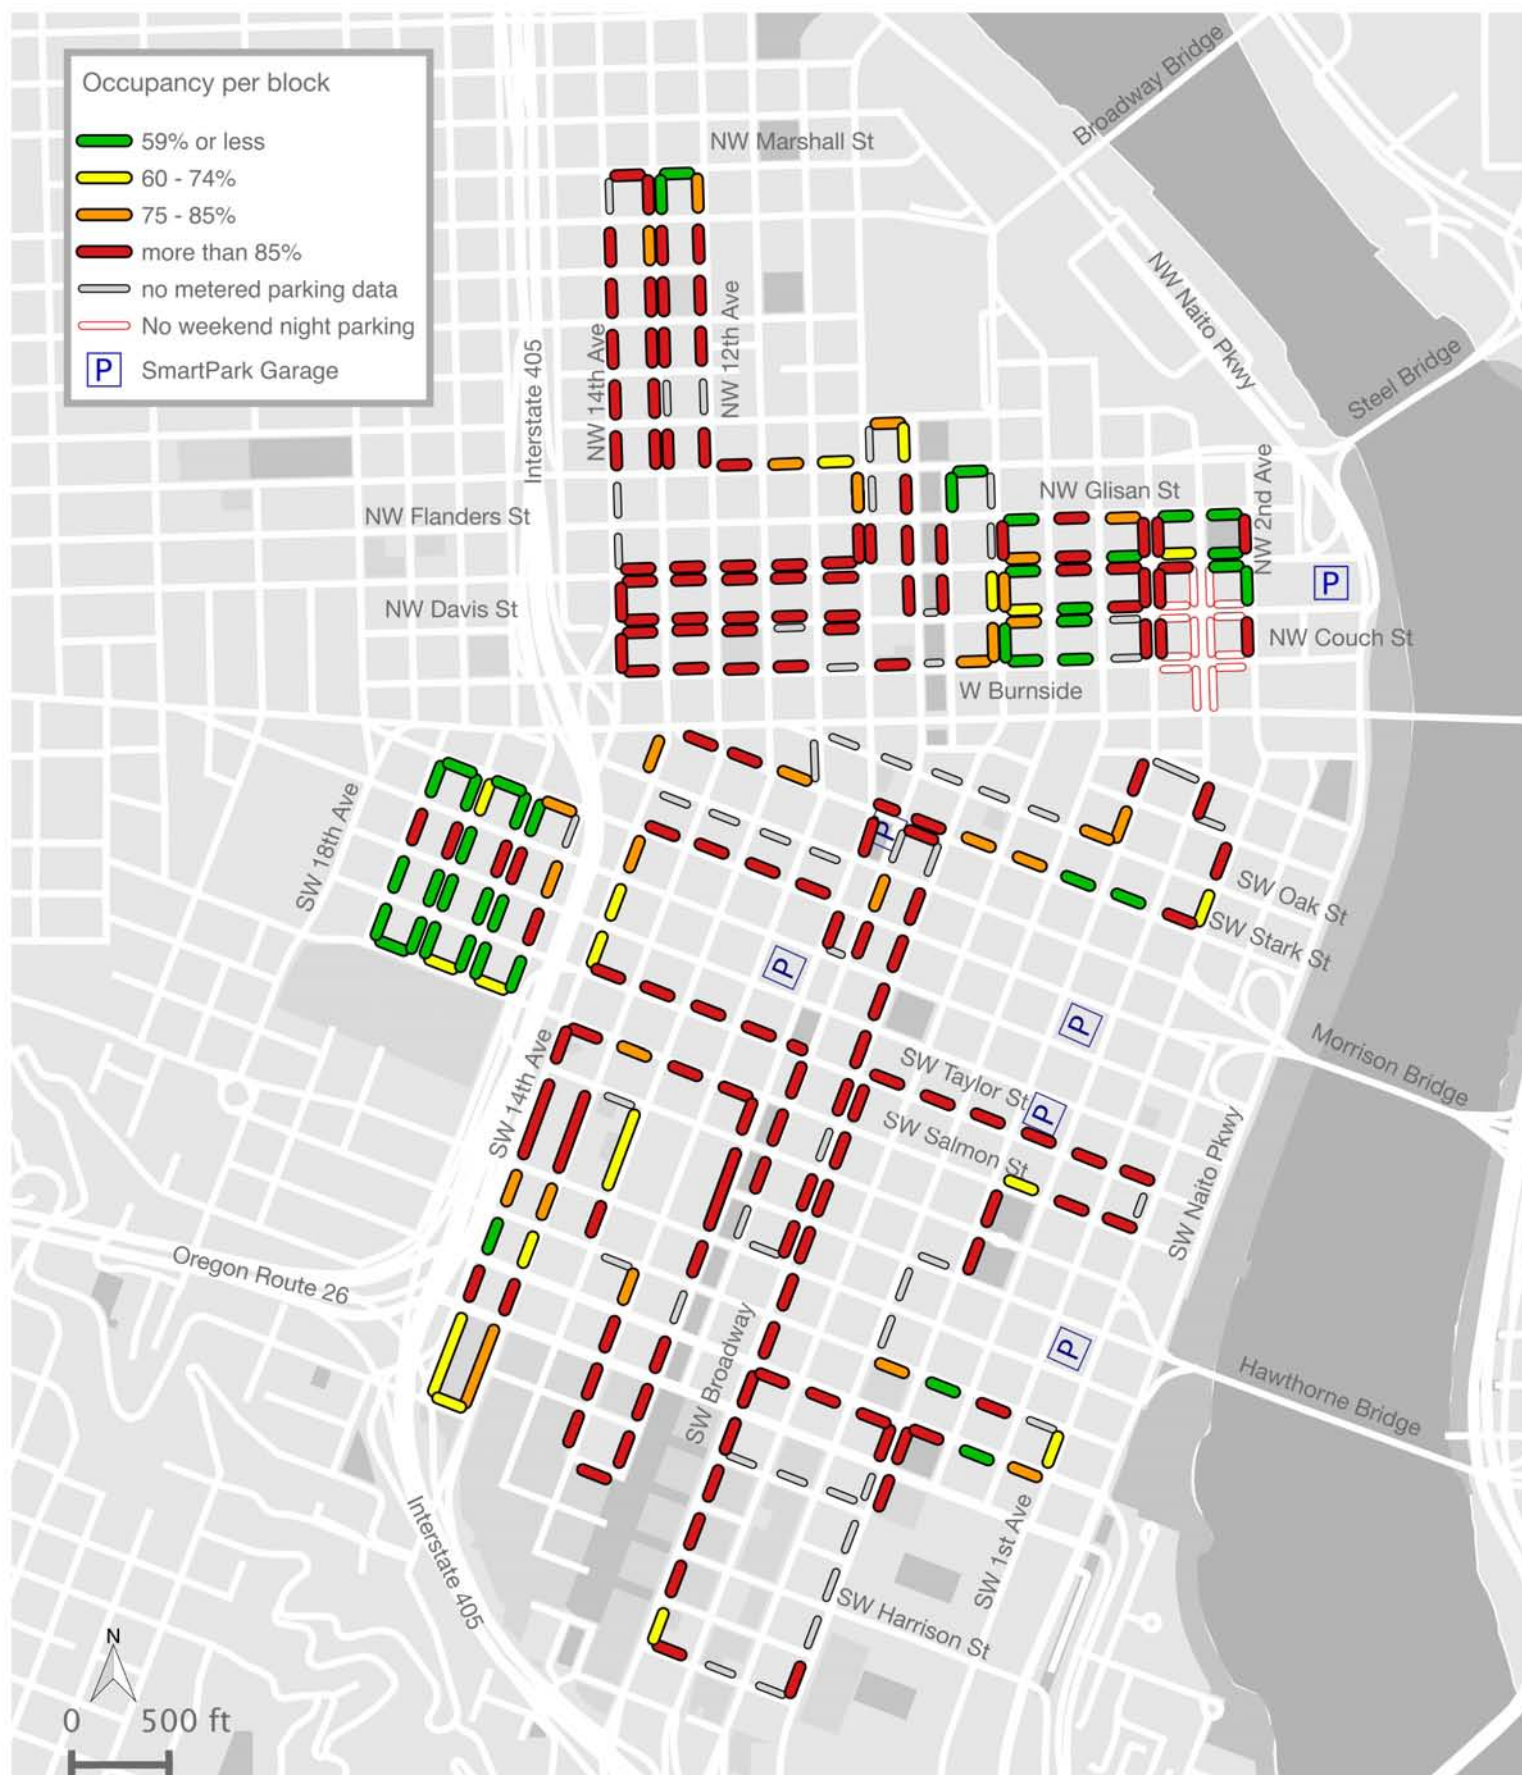 Occupancy per block
59% or less
60 - 74%
75 - 85%
more than 85%
no metered parking data
No weekend night parking
P SmartPark Garage
NW Marshall St
Broadway Bridge
NW Naito Pkwy
Steel Bridge
NW 12th Ave
NW 14th Ave
Interstate 405
NW Flanders St
NW Glisan St
NW 2nd Ave
P
NW Davis St
NW Couch St
W Burnside
SW 18th Ave
P
SW Oak St
SW Stark St
P
P
Morrison Bridge
SW 14th Ave
SW Taylor St
P
SW Salmon St
SW Naito Pkwy
Oregon Route 26
SW Broadway
P
Hawthorne Bridge
Interstate 405
SW 1st Ave
SW Harrison St
N
0 500 ft